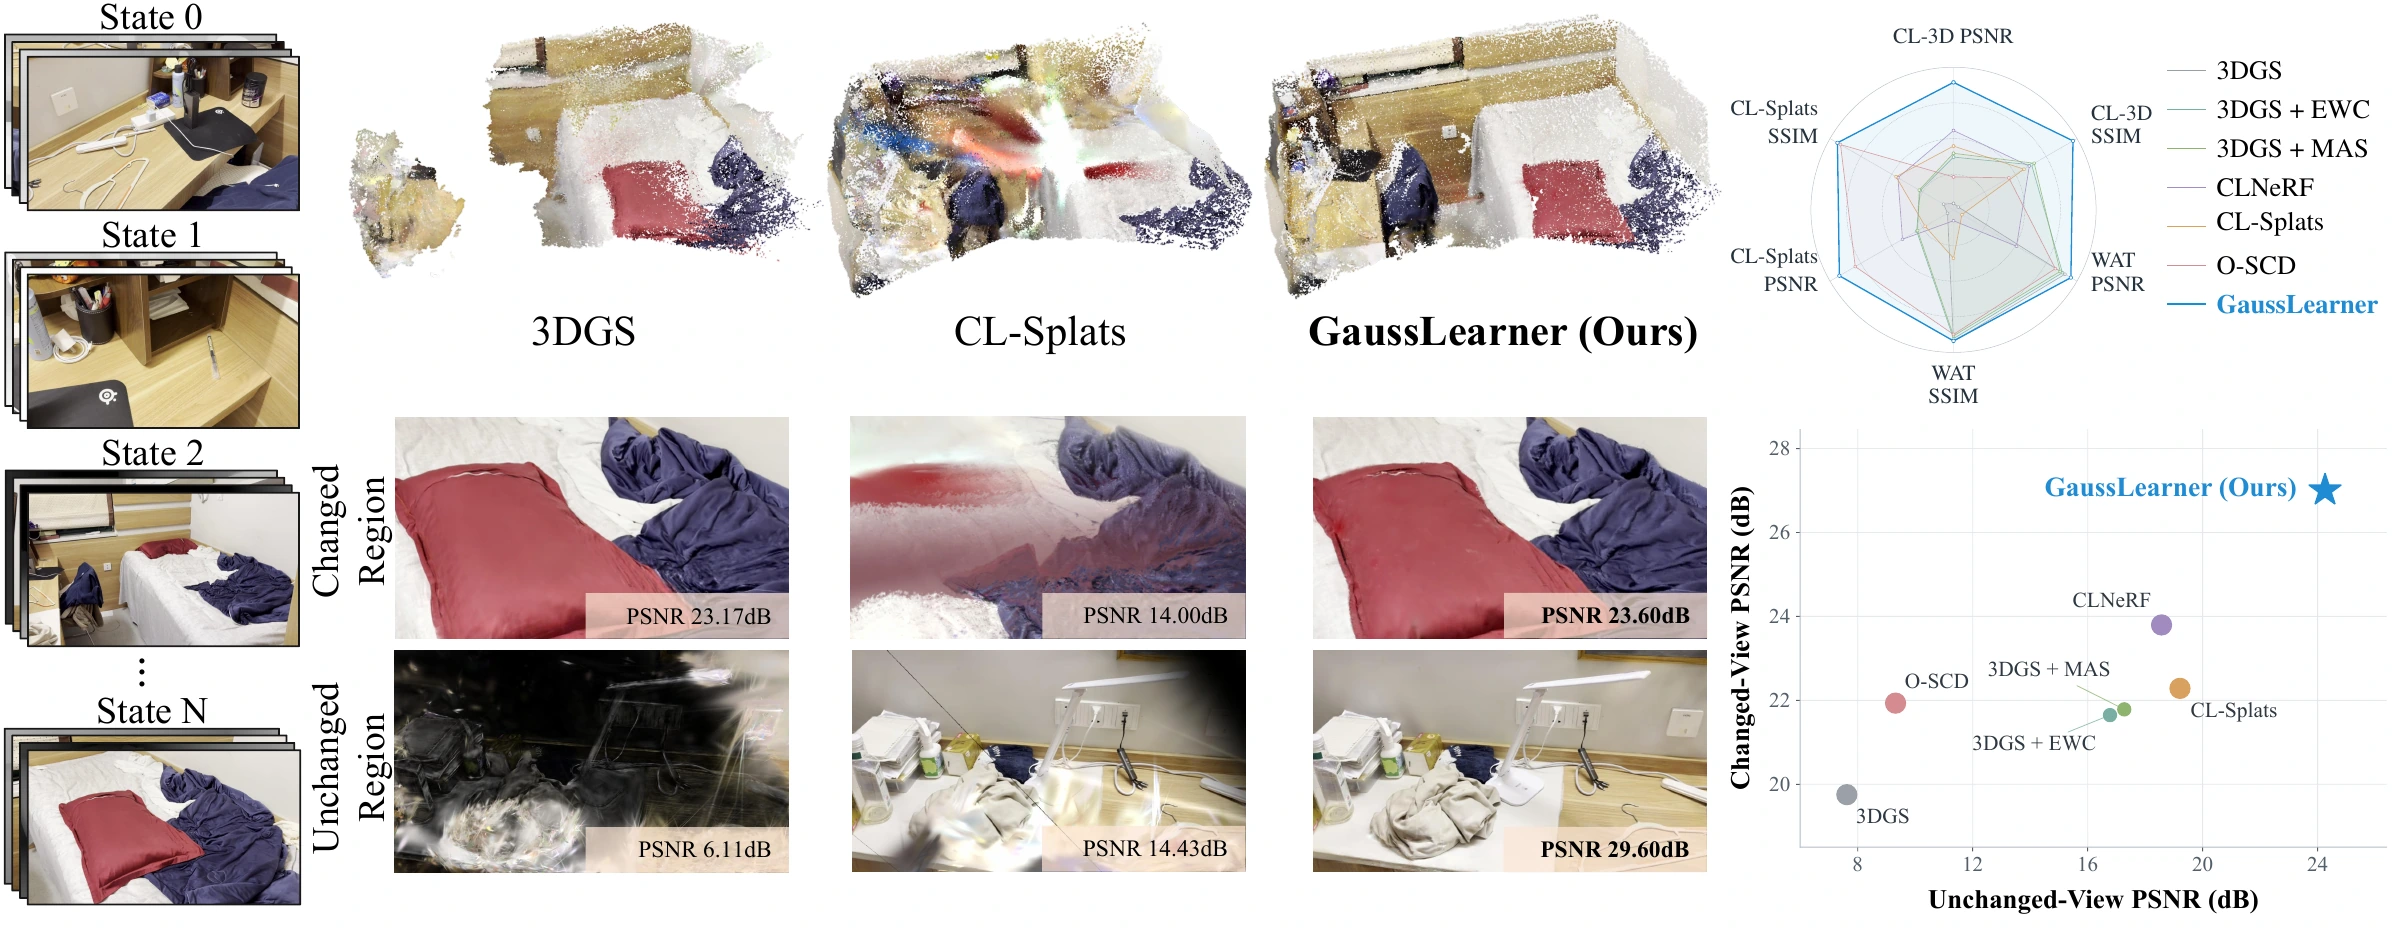 State 0
State 1
State 2
State N
3DGS
CL-Splats
GaussLearner (Ours)
Changed
Region
PSNR 23.17dB
PSNR 14.00dB
PSNR 23.60dB
Unchanged
Region
PSNR 6.11dB
PSNR 14.43dB
PSNR 29.60dB
CL-3D PSNR
CL-3D
SSIM
WAT
PSNR
WAT
SSIM
CL-Splats
PSNR
CL-Splats
SSIM
3DGS
3DGS + EWC
3DGS + MAS
CLNeRF
CL-Splats
O-SCD
GaussLearner
Changed-View PSNR (dB)
28
26
24
22
20
GaussLearner (Ours)
CLNeRF
3DGS + MAS
O-SCD
CL-Splats
3DGS + EWC
3DGS
8
12
16
20
24
Unchanged-View PSNR (dB)